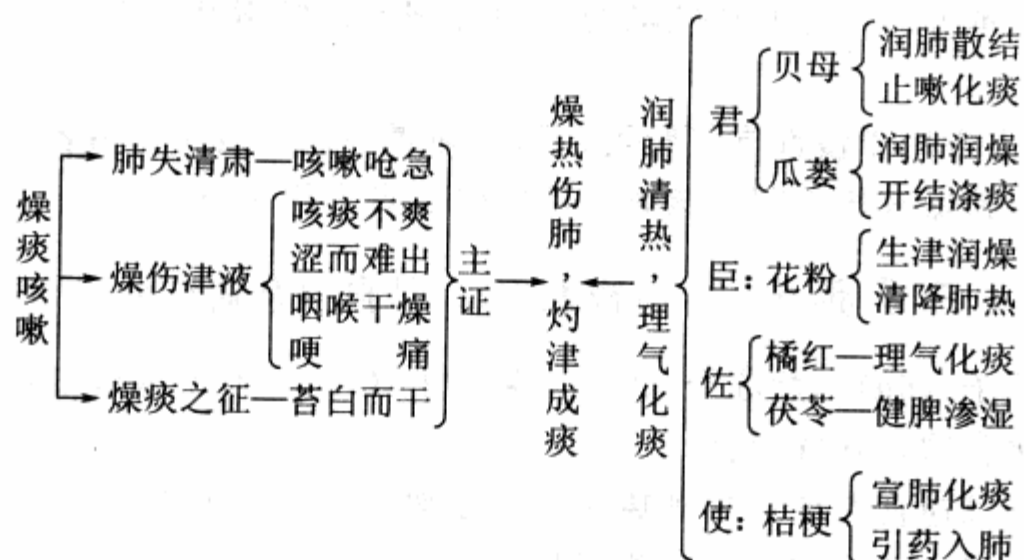 燥痰咳嗽
肺失清肃—咳嗽呛急
燥伤津液
咳痰不爽
涩而难出
咽喉干燥
哽 痛
燥痰之征—苔白而干
主证
燥热伤肺，灼津成痰
润肺清热，理气化痰
君
贝母
润肺散结
止嗽化痰
瓜蒌
润肺润燥
开结涤痰
臣：花粉
生津润燥
清降肺热
佐
橘红—理气化痰
茯苓—健脾渗湿
使：桔梗
宣肺化痰
引药入肺